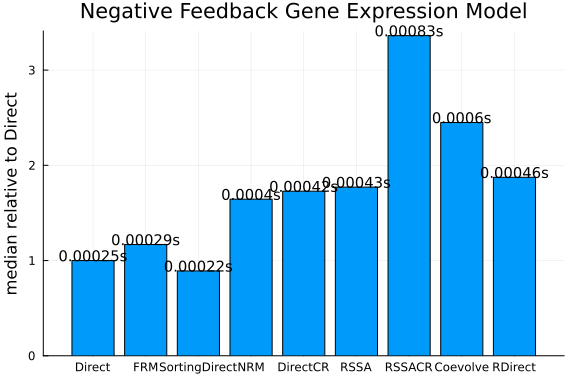 Negative Feedback Gene Expression Model
median relative to Direct
3
2
1
0
0.00025s
0.00029s
0.00022s
0.0004s
0.00042s
0.00043s
0.00083s
0.0006s
0.00046s
Direct FRM SortingDirect NRM DirectCR RSSA RSSACR Coevolve RDirect